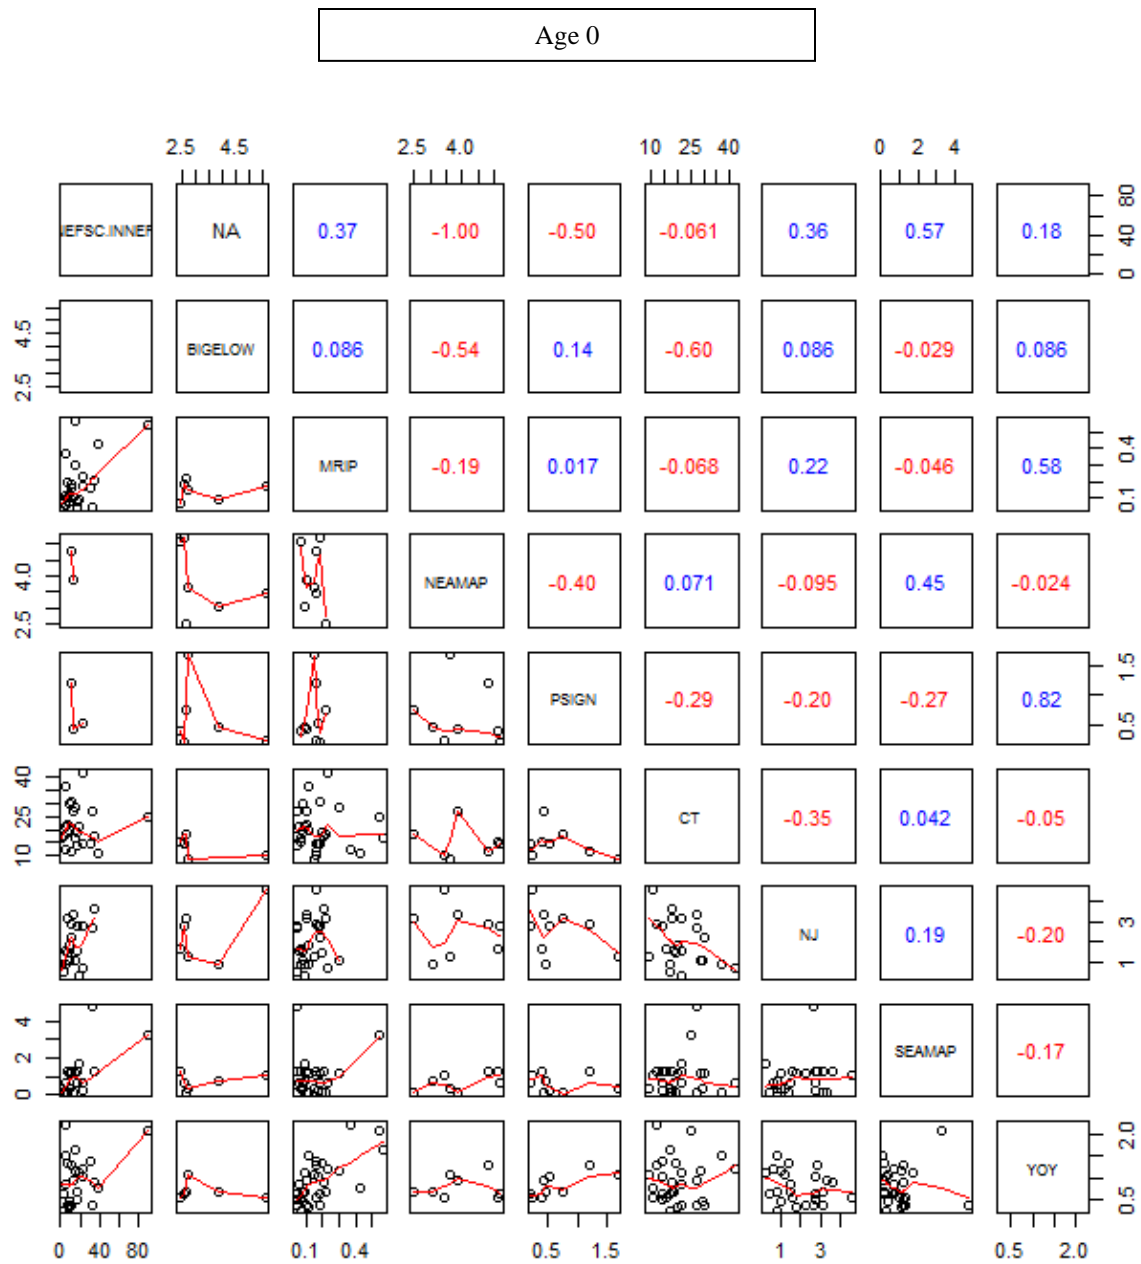 Age 0
2.5 4.5 2.5 4.0 10 25 40 0 2 4
NA 0.37 -1.00 -0.50 -0.061 0.36 0.57 0.18 0 40 80
2.5 4.5 BIGELOW 0.086 -0.54 0.14 -0.60 0.086 -0.029 0.086
MRIP -0.19 0.017 -0.068 0.22 -0.046 0.58 0.1 0.4
2.5 4.0 NEAMAP -0.40 0.071 -0.095 0.45 -0.024
PSIGN -0.29 -0.20 -0.27 0.82 0.5 1.5
10 25 40 CT -0.35 0.042 -0.05
NJ 0.19 -0.20 1 3
0 2 4 SEAMAP -0.17
YOY 0.5 2.0
0 40 80 0.1 0.4 0.5 1.5 1 3 0.5 2.0